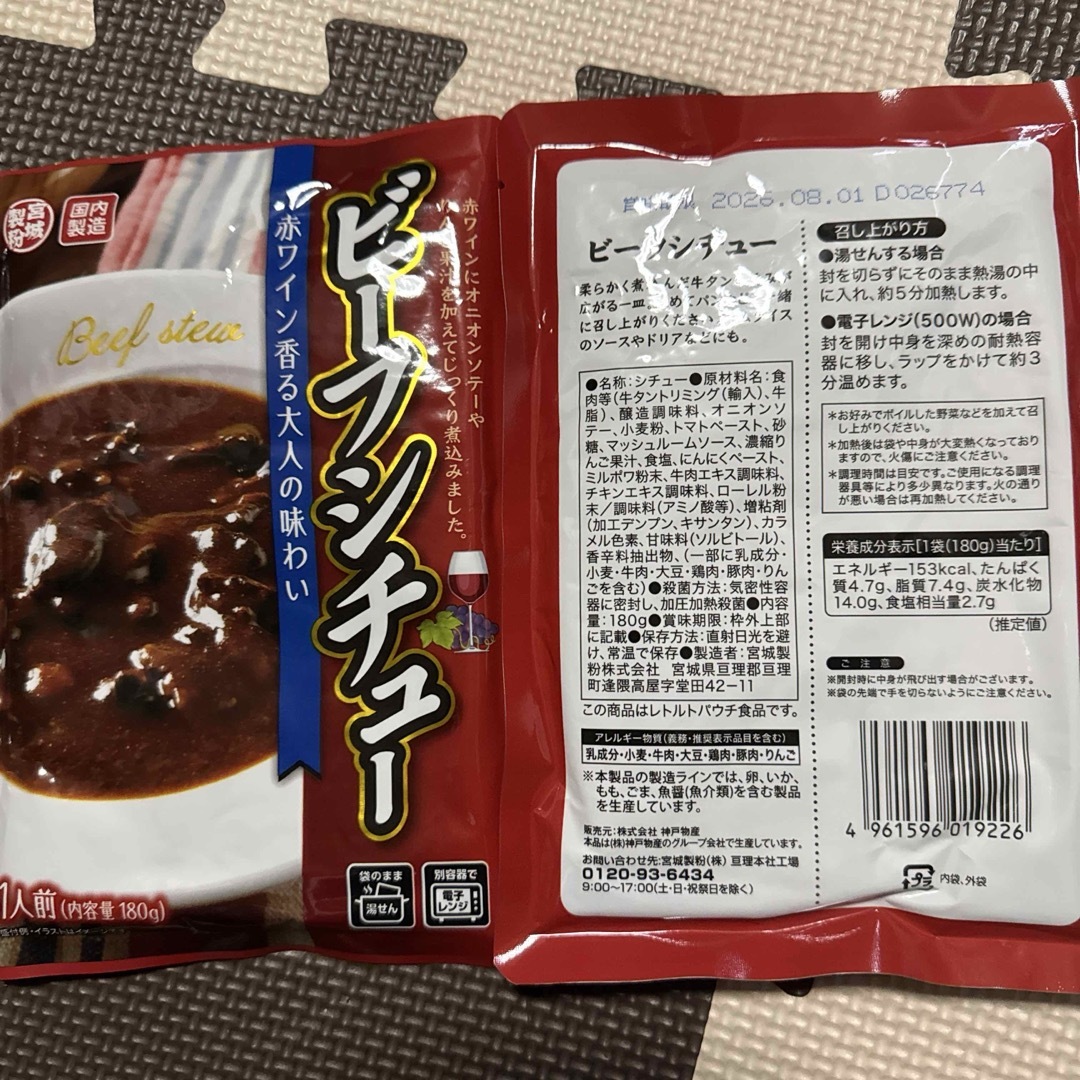 宮城
製粉
国内
製造
Beef stew
赤ワイン香る大人の味わい
ビーフシチュー
赤ワインにオニオンソテーや
果汁を加えてじっくり煮込みました。
袋のまま
湯せん
別容器で
電子
レンジ
1人前(内容量 180g)
2026.08.01 D026774
ビーフシチュー
柔らかく煮
牛タン
広がる一皿
パン
緒
に召し上がりください
イス
のソースやドリアなどにも。
●名称:シチュー●原材料名:食
肉等(牛タントリミング(輸入)、牛
脂)、醸造調味料、オニオンソ
テー、小麦粉、トマトペースト、砂
糖、マッシュルームソース、濃縮り
んご果汁、食塩、にんにくペースト、
ミルポワ粉末、牛肉エキス調味料、
チキンエキス調味料、ローレル粉
末/調味料(アミノ酸等)、増粘剤
(加工デンプン、キサンタン)、カラ
メル色素、甘味料(ソルビトール)、
香辛料抽出物、(一部に乳成分・
小麦・牛肉・大豆・鶏肉・豚肉・りん
ごを含む)●殺菌方法:気密性容
器に密封し、加圧加熱殺菌●内容
量:180g●賞味期限:枠外上部
に記載●保存方法:直射日光を避
け、常温で保存●製造者:宮城製
粉株式会社 宮城県亘理郡亘理
町逢隈高屋字堂田42-11
この商品はレトルトパウチ食品です。
アレルギー物質(義務・推奨表示品目を含む)
乳成分・小麦・牛肉・大豆・鶏肉・豚肉・りんご
※本製品の製造ラインでは、卵、いか、
もも、ごま、魚醤(魚介類)を含む製品
を生産しています。
販売元:株式会社 神戸物産
本品は(株)神戸物産のグループ会社で生産しています。
お問い合わせ先:宮城製粉(株) 亘理本社工場
0120-93-6434
9:00~17:00(土・日・祝祭日を除く)
召し上がり方
●湯せんする場合
封を切らずにそのまま熱湯の中
に入れ、約5分加熱します。
●電子レンジ(500W)の場合
封を開け中身を深めの耐熱容
器に移し、ラップをかけて約3
分温めます。
*お好みでボイルした野菜などを加えて召
し上がりください。
*加熱後は袋や中身が大変熱くなっており
ますので、火傷にご注意ください。
*調理時間は目安です。ご使用になる調理
器具等により多少異なります。火の通り
が悪い場合は再加熱してください。
栄養成分表示[1袋(180g)当たり]
エネルギー153kcal、たんぱく
質4.7g、脂質7.4g、炭水化物
14.0g、食塩相当量2.7g
(推定値)
ご注意
※開封時に中身が飛び出す場合がございます。
※袋の先端で手を切らないようにご注意ください。
4 961596 019226
プラ
内袋、外袋